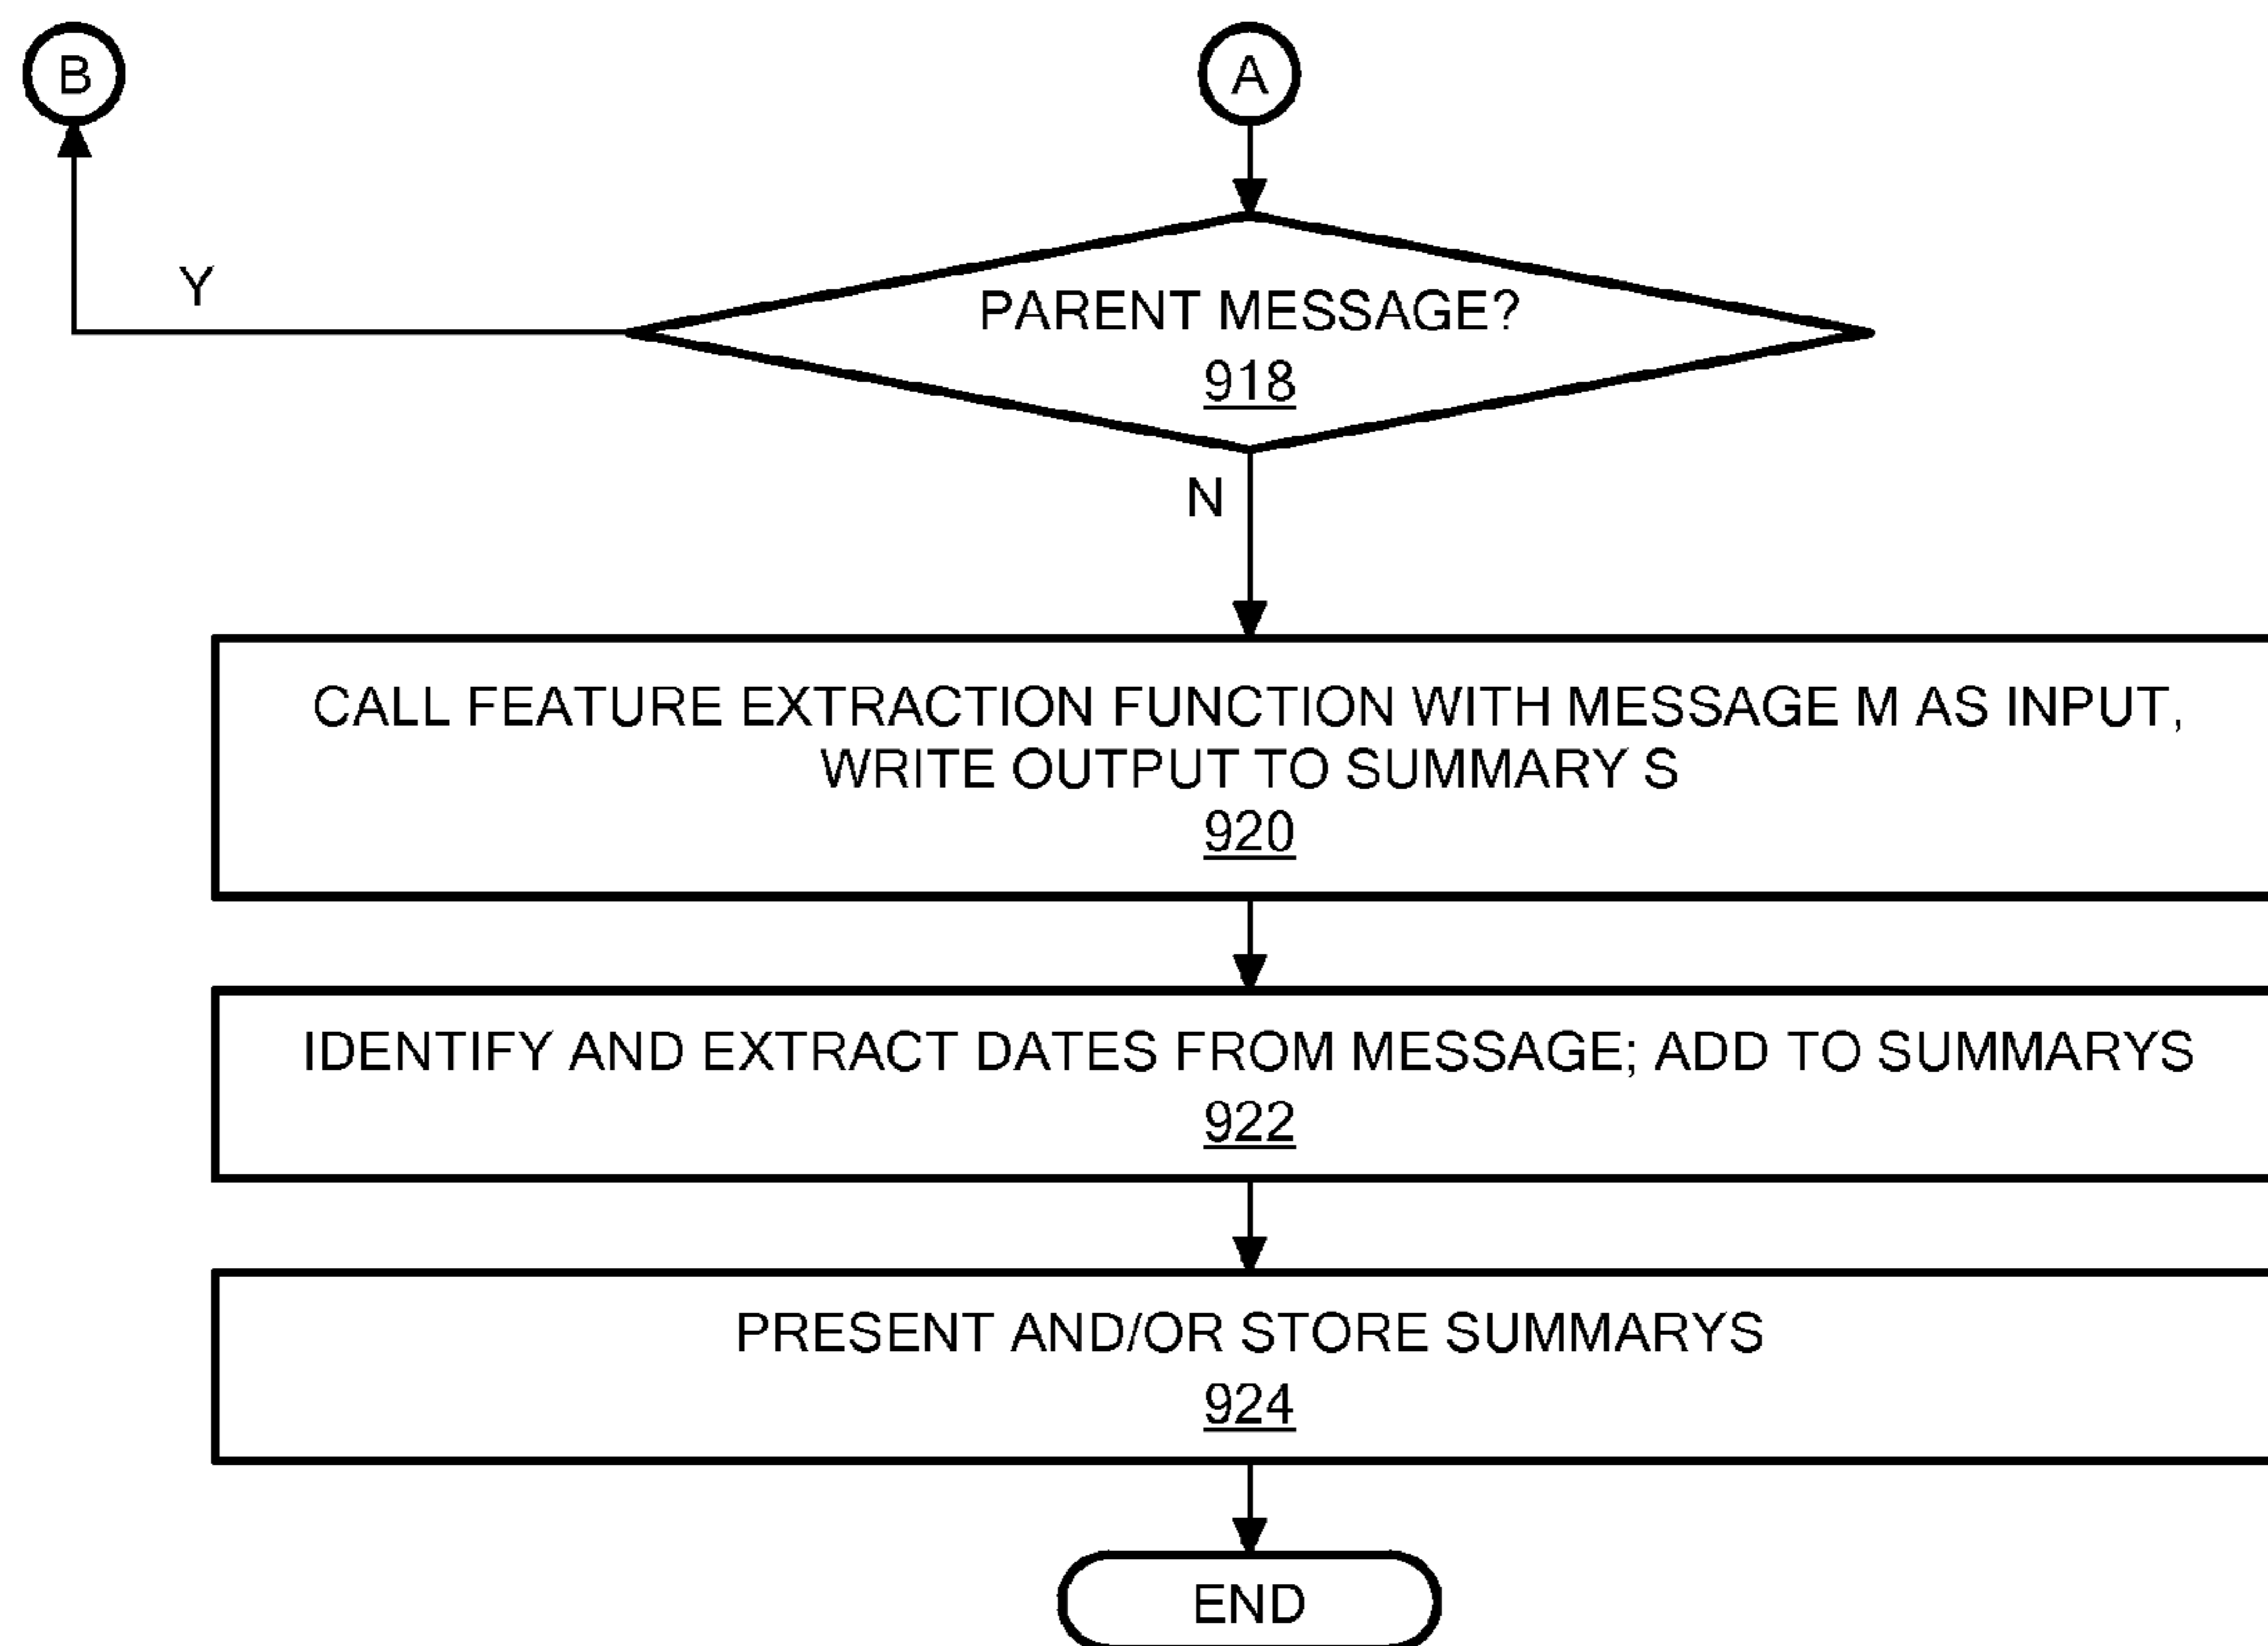 B
A
Y
PARENT MESSAGE?
918
N
CALL FEATURE EXTRACTION FUNCTION WITH MESSAGE M AS INPUT,
WRITE OUTPUT TO SUMMARY S
920
IDENTIFY AND EXTRACT DATES FROM MESSAGE; ADD TO SUMMARYS
922
PRESENT AND/OR STORE SUMMARYS
924
END